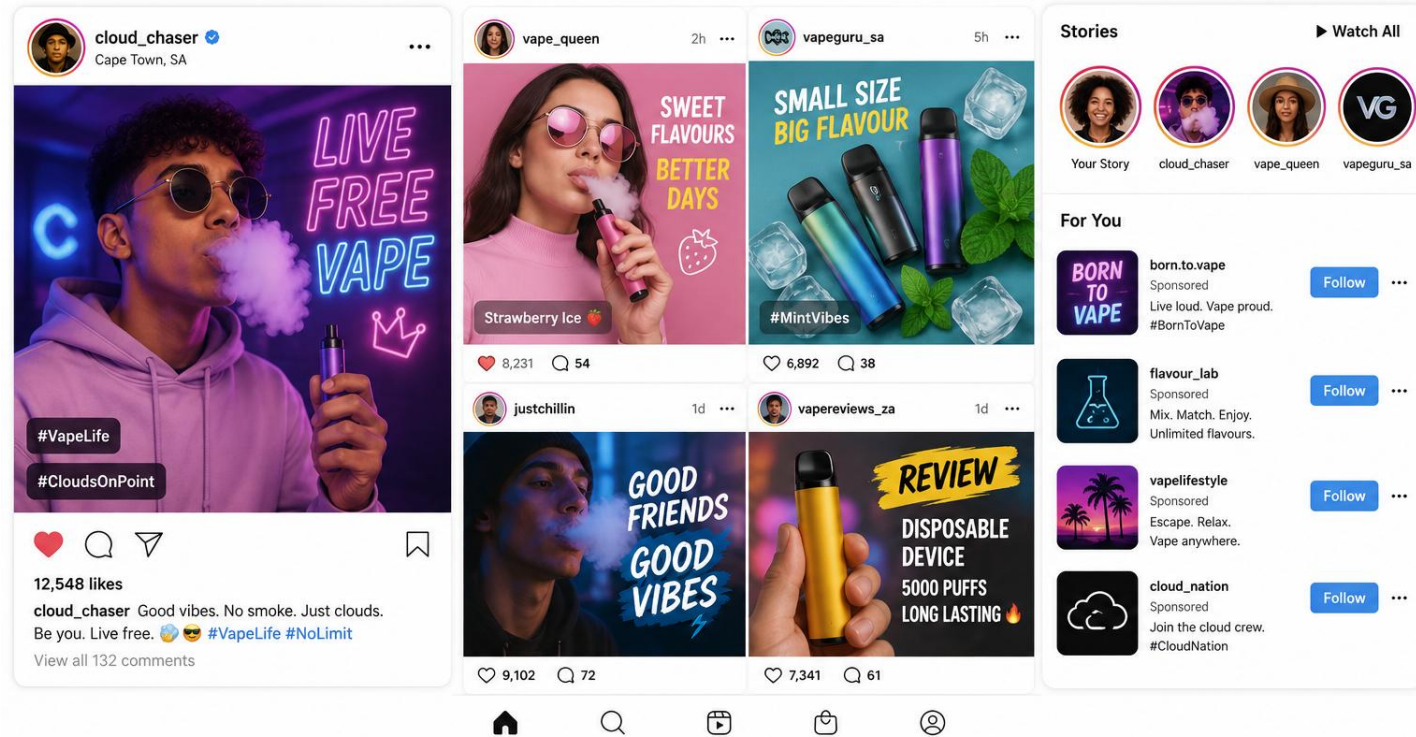 cloud_chaser
Cape Town, SA
C
LIVE
FREE
VAPE
#VapeLife
#CloudsOnPoint
12,548 likes
cloud_chaser Good vibes. No smoke. Just clouds.
Be you. Live free. 💨 😎 #VapeLife #NoLimit
View all 132 comments
vape_queen 2h
SWEET
FLAVOURS
BETTER
DAYS
Strawberry Ice 🍓
8,231 54
vapeguru_sa 5h
SMALL SIZE
BIG FLAVOUR
#MintVibes
6,892 38
justchillin 1d
GOOD
FRIENDS
GOOD
VIBES
9,102 72
vapereviews_za 1d
REVIEW
DISPOSABLE
DEVICE
5000 PUFFS
LONG LASTING 🔥
7,341 61
Stories Watch All
VG
Your Story cloud_chaser vape_queen vapeguru_sa
For You
BORN
TO
VAPE
born.to.vape
Sponsored
Live loud. Vape proud.
#BornToVape
Follow
flavour_lab
Sponsored
Mix. Match. Enjoy.
Unlimited flavours.
Follow
vapelifestyle
Sponsored
Escape. Relax.
Vape anywhere.
Follow
cloud_nation
Sponsored
Join the cloud crew.
#CloudNation
Follow